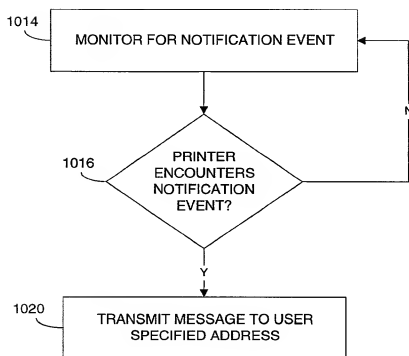 1014
MONITOR FOR NOTIFICATION EVENT
1016
PRINTER
ENCOUNTERS
NOTIFICATION
EVENT?
Y
1020
TRANSMIT MESSAGE TO USER
SPECIFIED ADDRESS